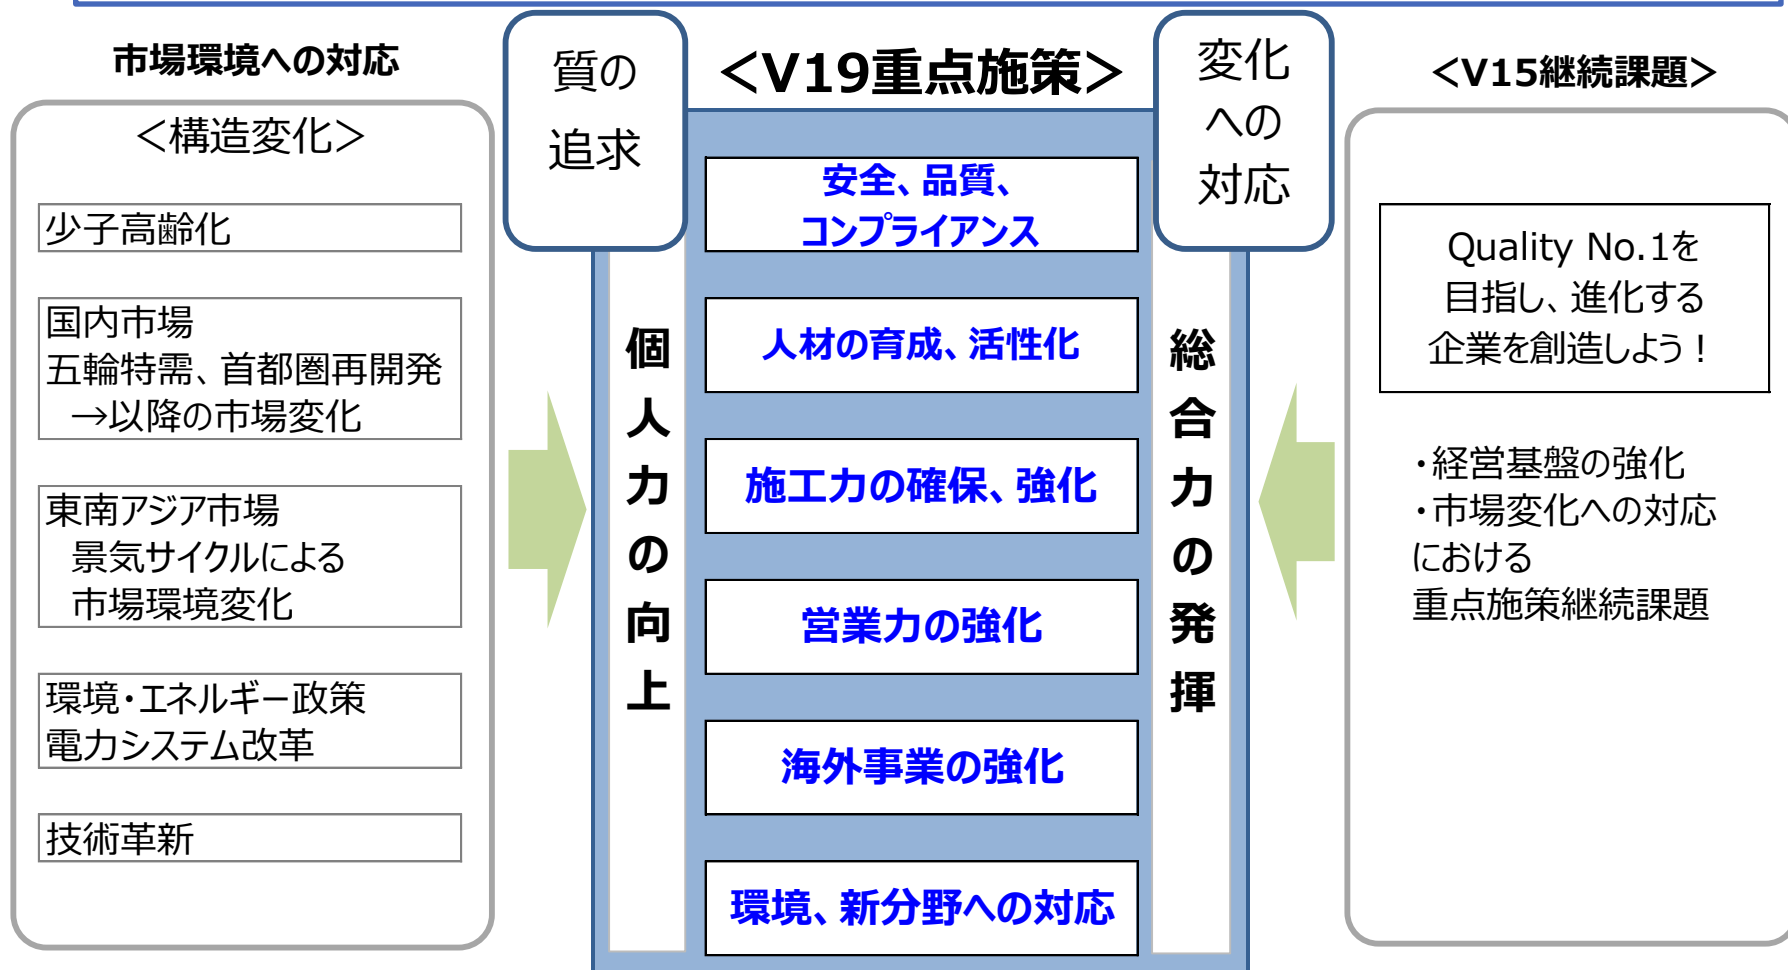 市場環境への対応
<構造変化>
少子高齢化
国内市場
五輪特需、首都圏再開発
→以降の市場変化
東南アジア市場
景気サイクルによる
市場環境変化
環境・エネルギー政策
電力システム改革
技術革新
質の
追求
<V19重点施策>
変化
への
対応
個人力の向上
安全、品質、
コンプライアンス
人材の育成、活性化
施工力の確保、強化
営業力の強化
海外事業の強化
環境、新分野への対応
総合力の発揮
<V15継続課題>
Quality No.1を
目指し、進化する
企業を創造しよう！
・経営基盤の強化
・市場変化への対応
における
重点施策継続課題